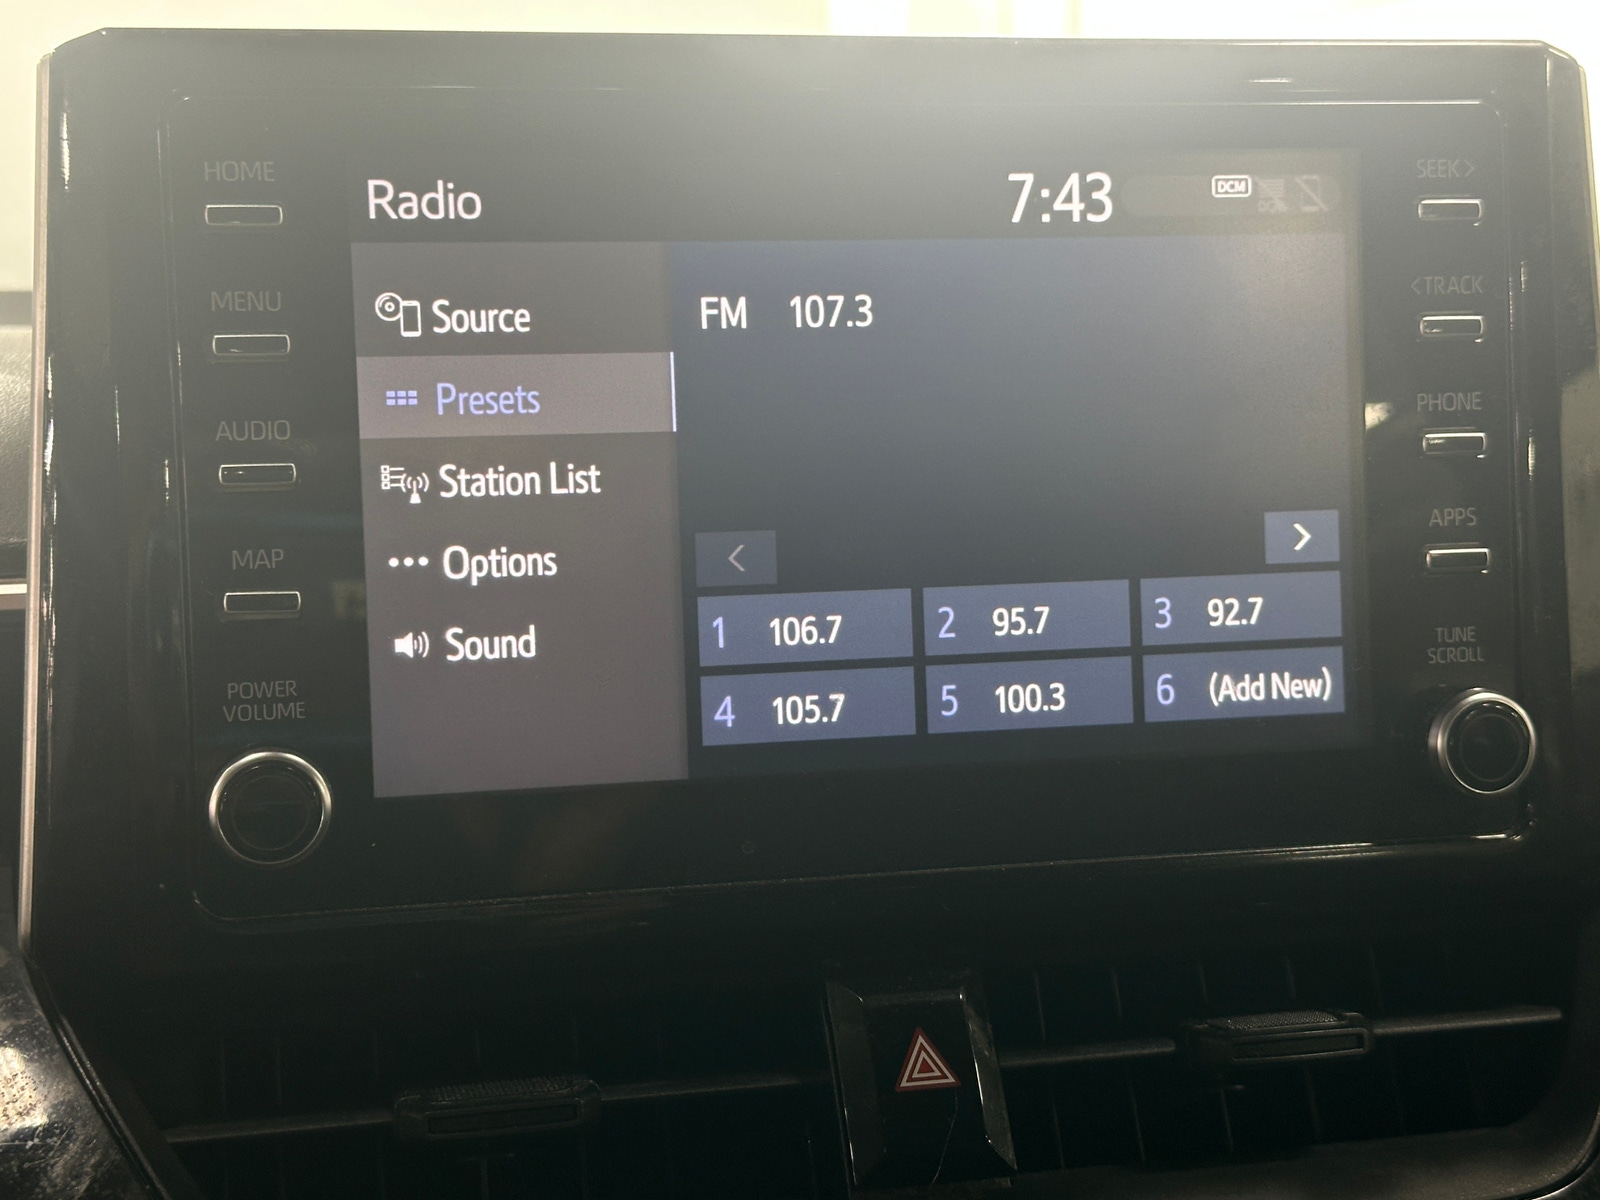 HOME
MENU
AUDIO
MAP
POWER
VOLUME
Radio
7:43
DCM
Source
Presets
Station List
Options
Sound
FM 107.3
<
>
1 106.7
2 95.7
3 92.7
4 105.7
5 100.3
6 (Add New)
SEEK>
<TRACK
PHONE
APPS
TUNE
SCROLL